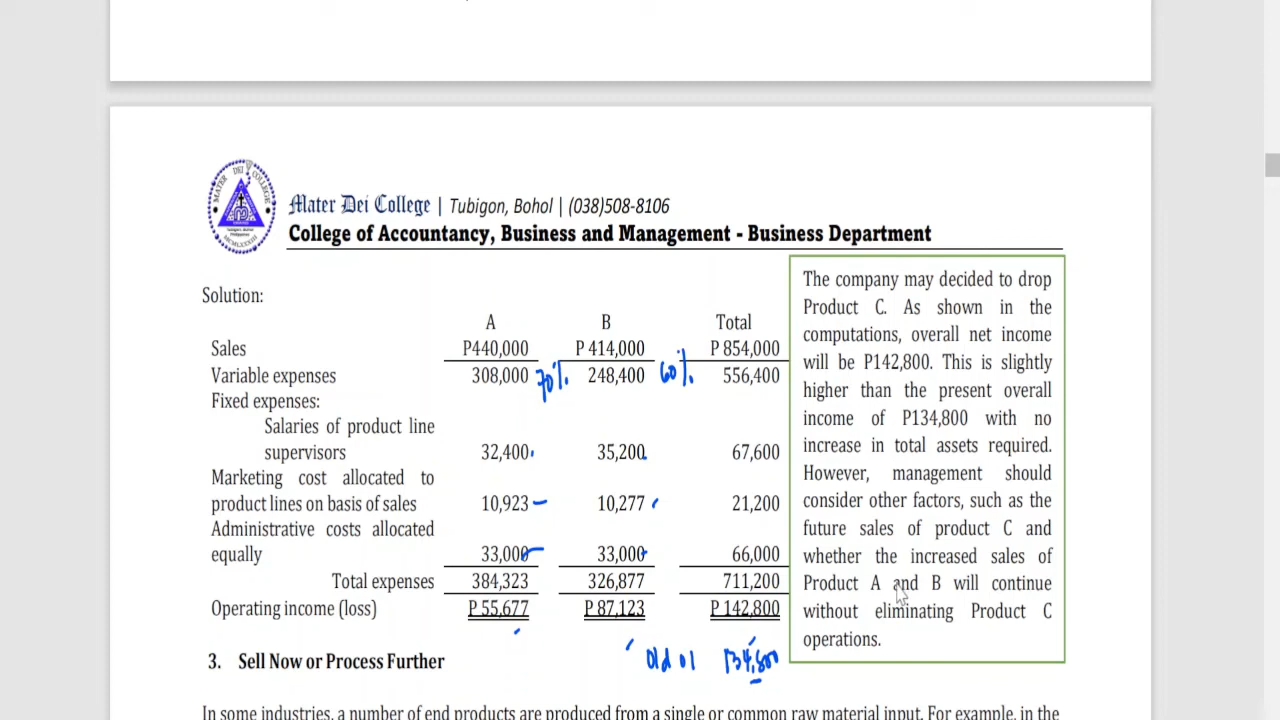 Mater Dei College | Tubigon, Bohol | (038)508-8106
College of Accountancy, Business and Management - Business Department
Solution:
A B Total
Sales P440,000 P 414,000 P 854,000
Variable expenses 308,000 70% 248,400 60% 556,400
Fixed expenses:
Salaries of product line
supervisors 32,400 35,200 67,600
Marketing cost allocated to
product lines on basis of sales 10,923 10,277 21,200
Administrative costs allocated
equally 33,000 33,000 66,000
Total expenses 384,323 326,877 711,200
Operating income (loss) P 55,677 P 87,123 P 142,800
Old OI 134,800
The company may decided to drop
Product C. As shown in the
computations, overall net income
will be P142,800. This is slightly
higher than the present overall
income of P134,800 with no
increase in total assets required.
However, management should
consider other factors, such as the
future sales of product C and
whether the increased sales of
Product A and B will continue
without eliminating Product C
operations.
3. Sell Now or Process Further
In some industries, a number of end products are produced from a single or common raw material input. For example, in the